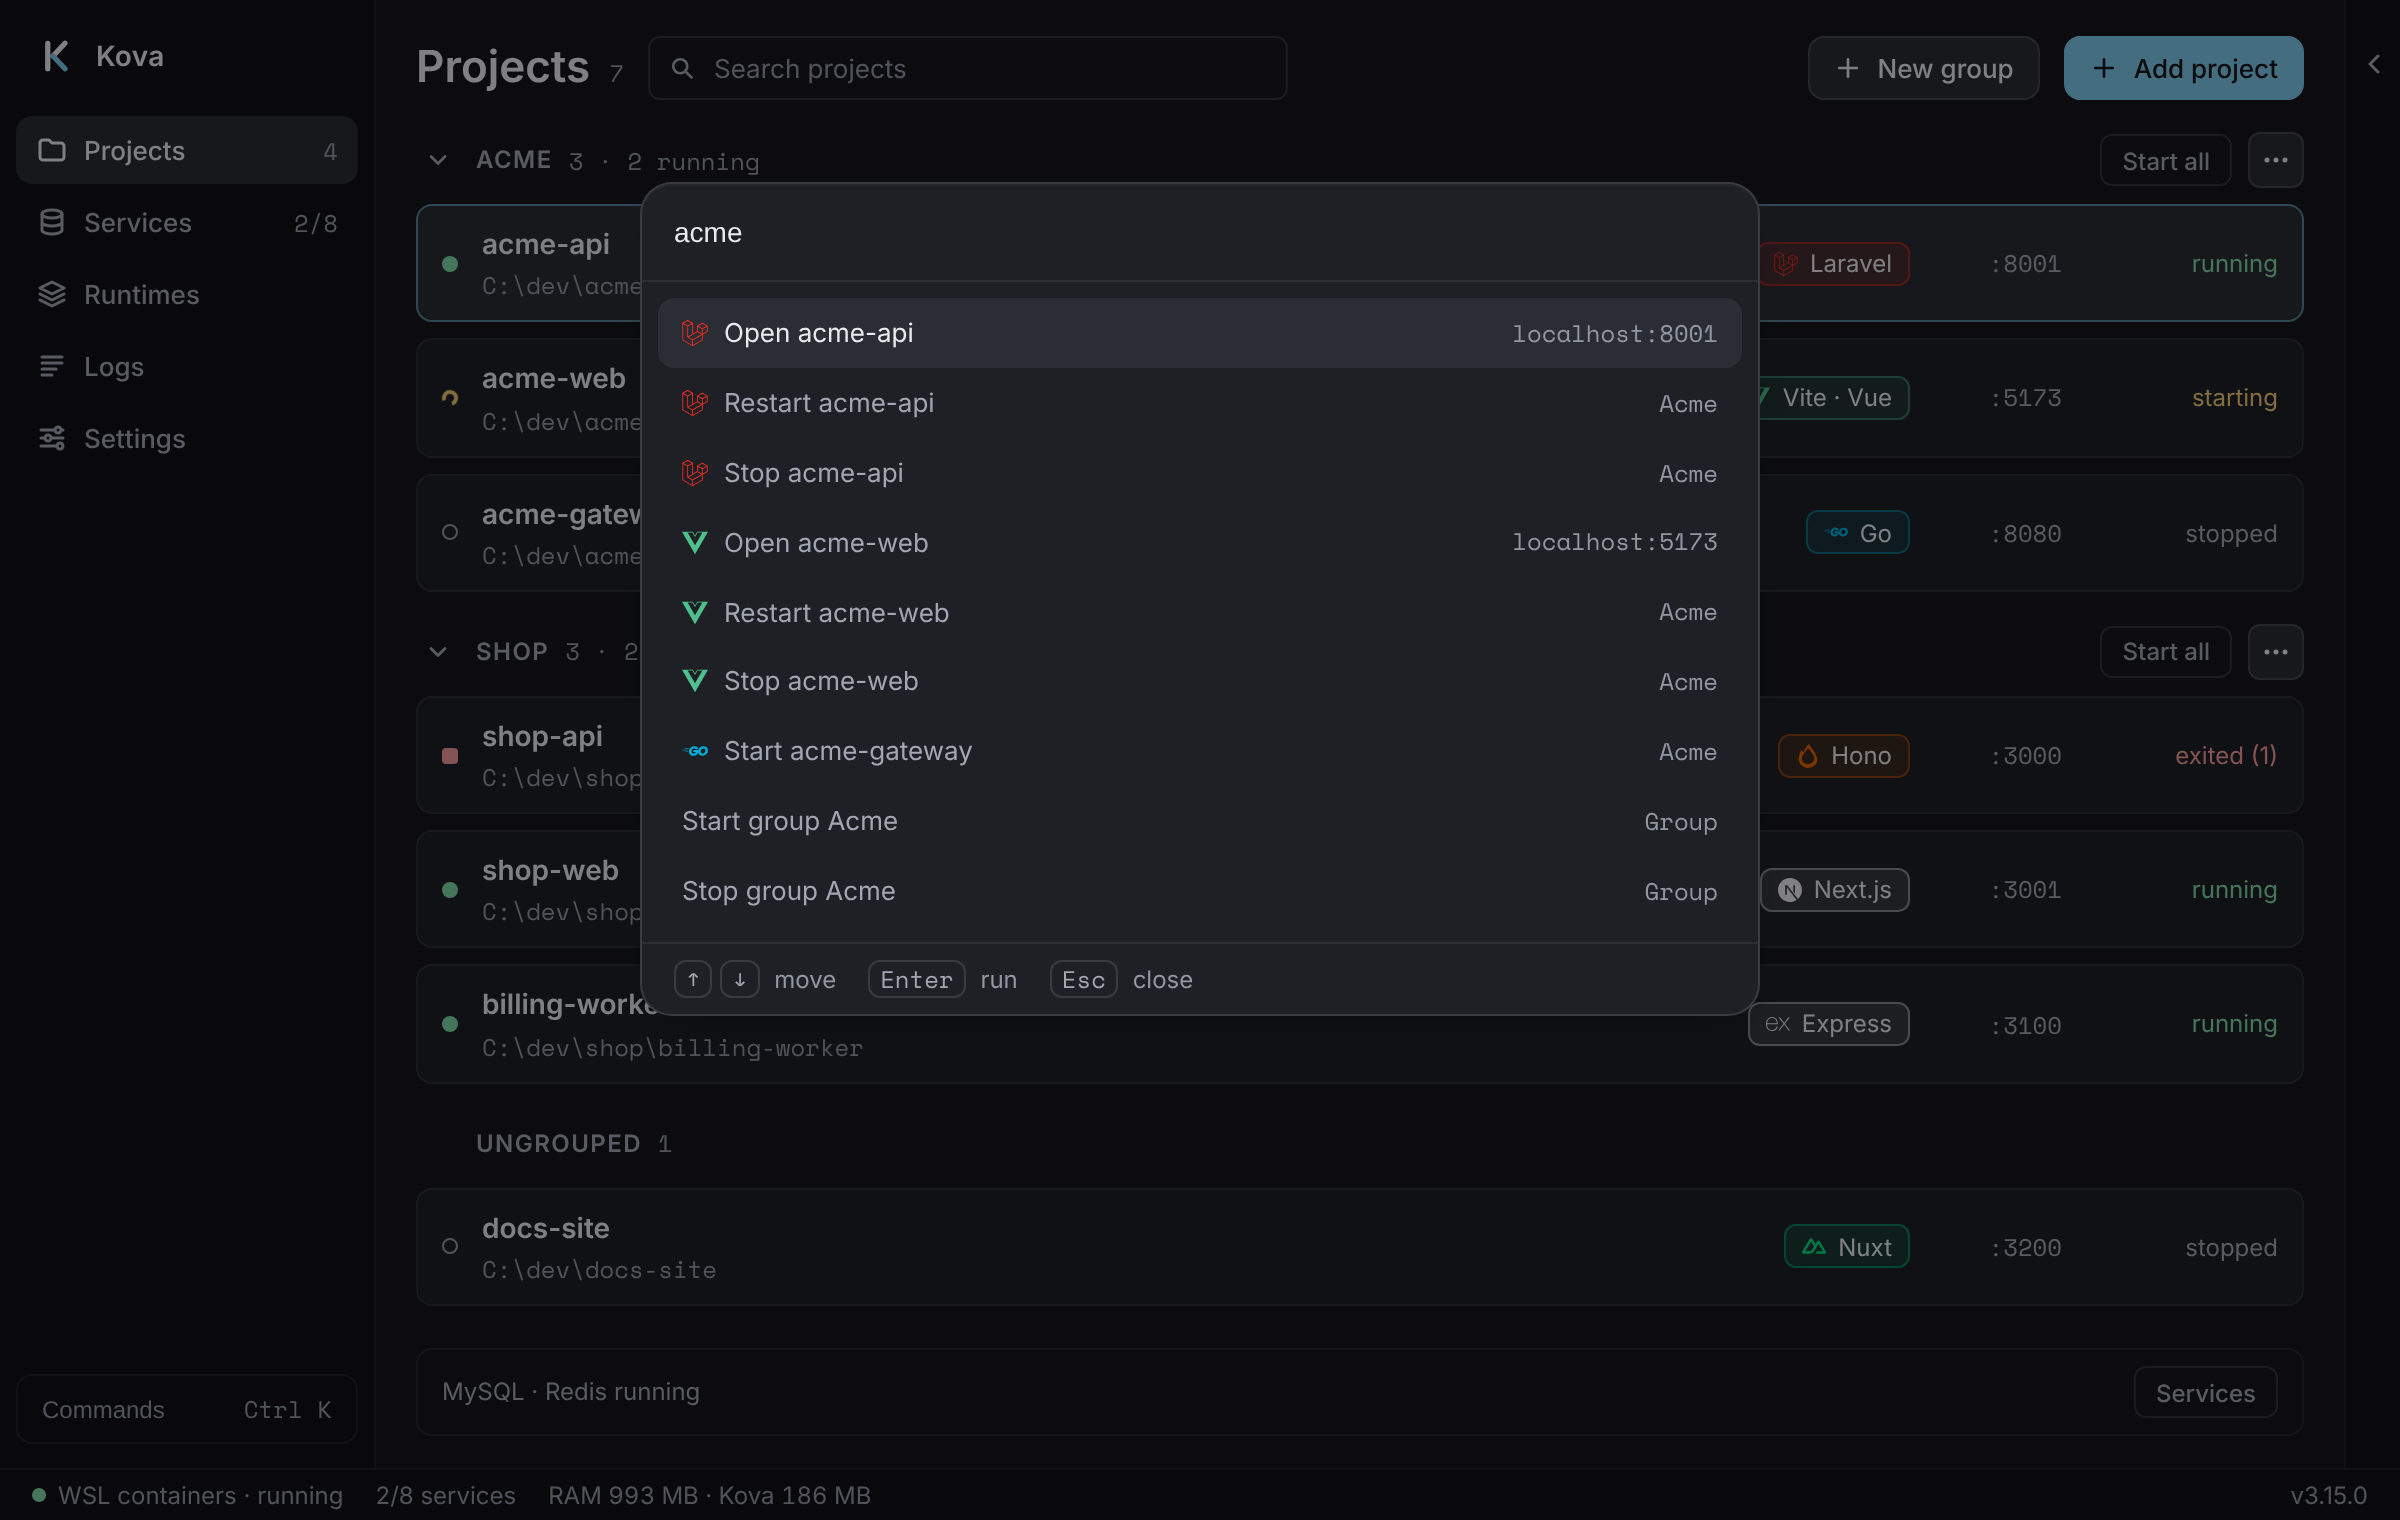 Kova
Projects 4
Services 2/8
Runtimes
Logs
Settings
Commands Ctrl K
Projects 7
Search projects
New group
Add project
ACME 3 · 2 running
Start all
acme-api
C:\dev\acme
Laravel
:8001
running
acme-web
C:\dev\acme
Vite · Vue
:5173
starting
C:\dev\acme
Go
:8080
stopped
SHOP 3 · 2
Start all
shop-api
C:\dev\shop
Hono
:3000
exited (1)
shop-web
C:\dev\shop
Next.js
:3001
running
C:\dev\shop\billing-worker
ex Express
:3100
running
UNGROUPED 1
docs-site
C:\dev\docs-site
Nuxt
:3200
stopped
MySQL · Redis running
Services
acme
Open acme-api localhost:8001
Restart acme-api Acme
Stop acme-api Acme
Open acme-web localhost:5173
Restart acme-web Acme
Stop acme-web Acme
GO Start acme-gateway Acme
Start group Acme Group
Stop group Acme Group
↑ ↓ move Enter run Esc close
WSL containers · running 2/8 services RAM 993 MB · Kova 186 MB v3.15.0